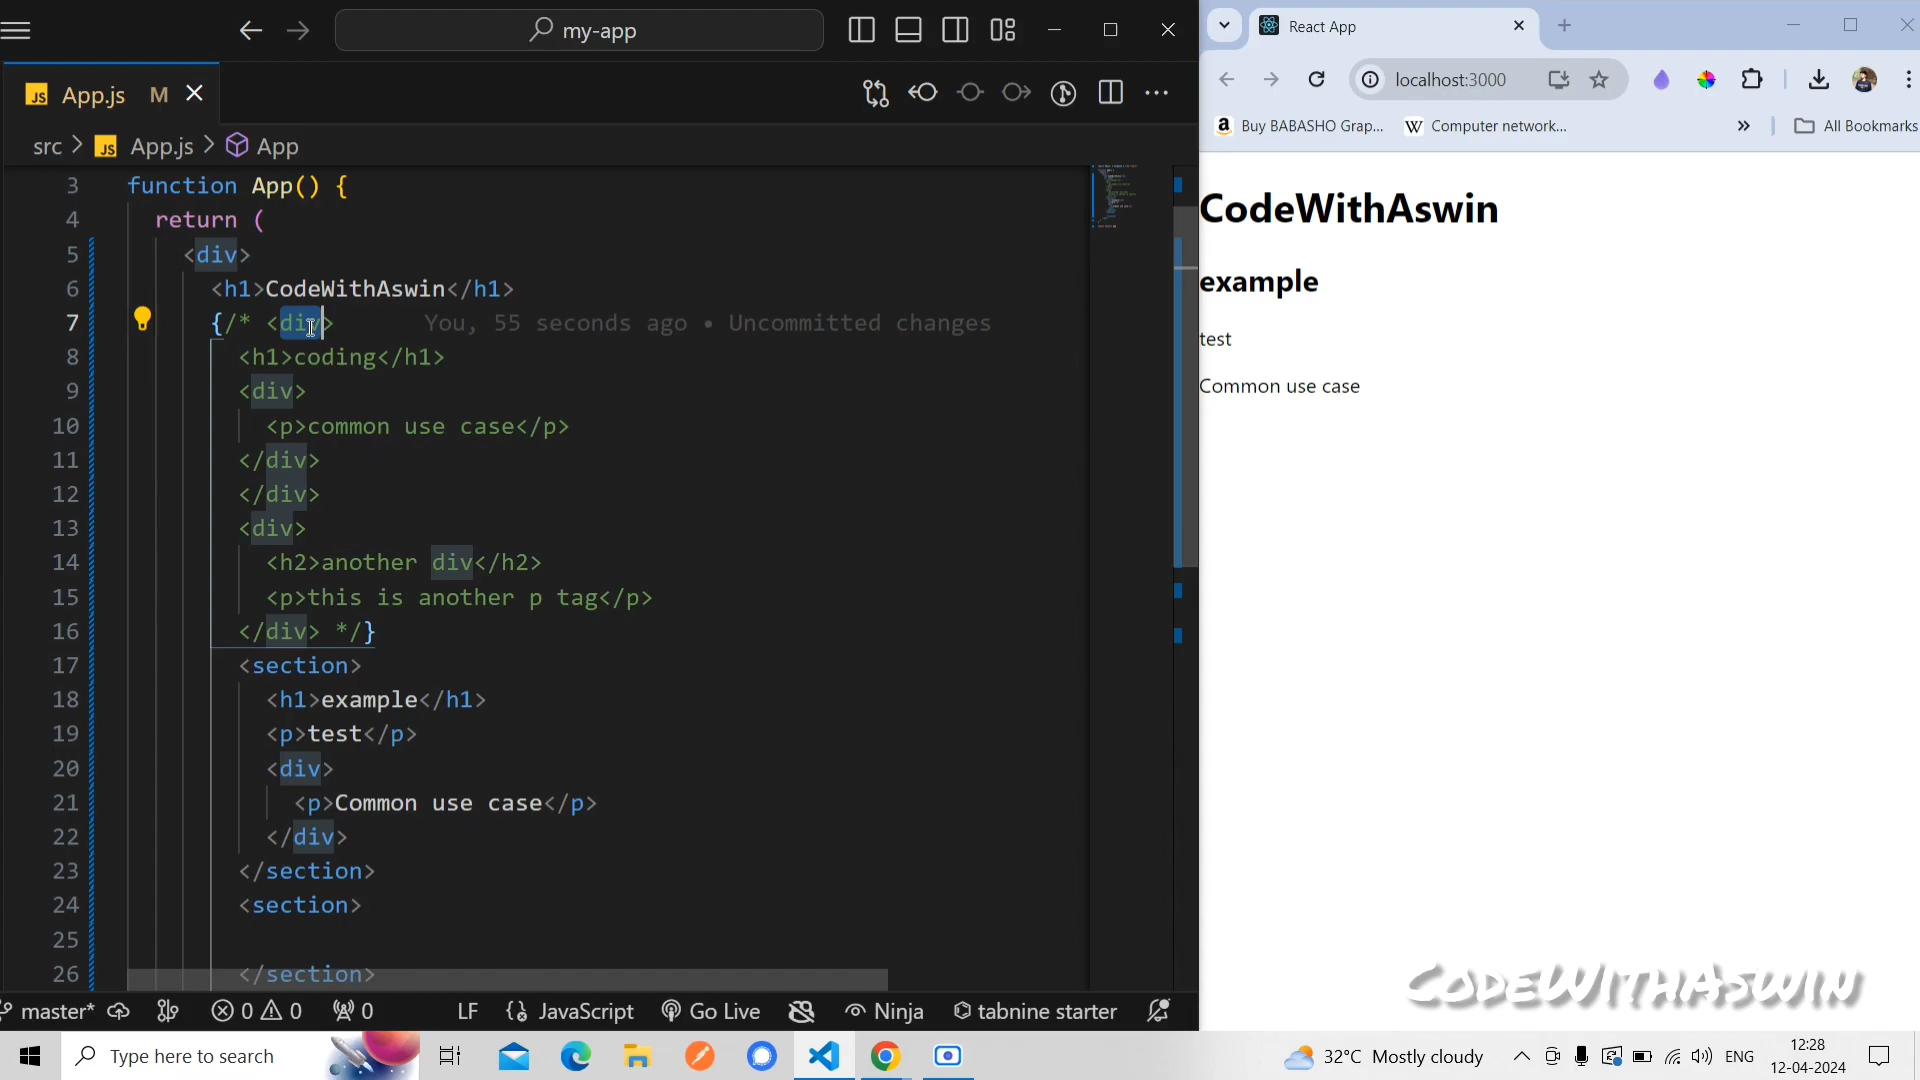 my-app
App.js M
src > App.js > App
3 function App() {
4 return (
5 <div>
6 <h1>CodeWithAswin</h1>
7 {/* <div> You, 55 seconds ago • Uncommitted changes
8 <h1>coding</h1>
9 <div>
10 <p>common use case</p>
11 </div>
12 </div>
13 <div>
14 <h2>another div</h2>
15 <p>this is another p tag</p>
16 </div> */}
17 <section>
18 <h1>example</h1>
19 <p>test</p>
20 <div>
21 <p>Common use case</p>
22 </div>
23 </section>
24 <section>
25
26 </section>
master* 0 0 0 LF {} JavaScript Go Live Ninja tabnine starter
React App
localhost:3000
Buy BABASHO Grap... Computer network... » All Bookmarks
CodeWithAswin
example
test
Common use case
CodeWithAswin
Type here to search
32°C Mostly cloudy ENG 12:28
12-04-2024